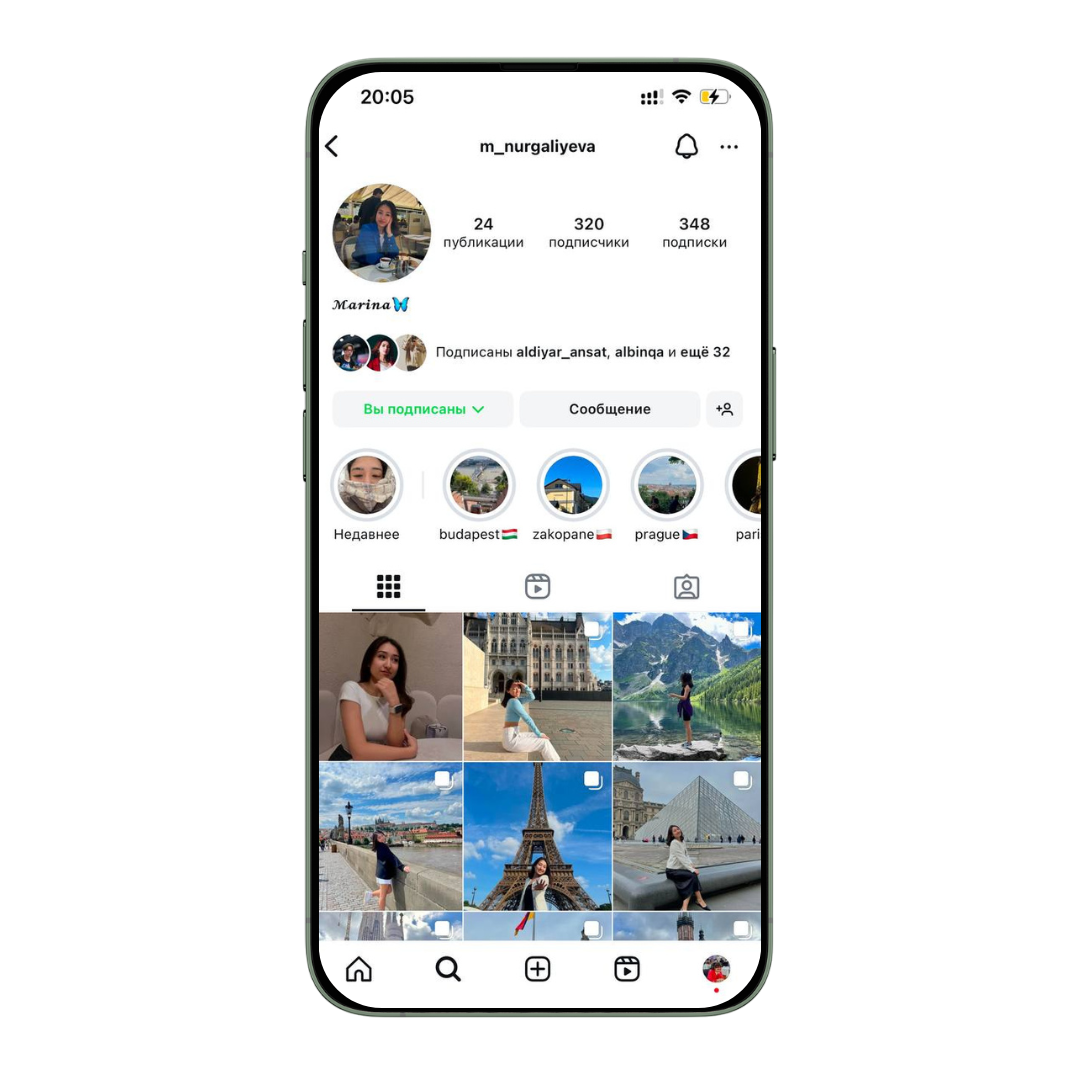 20:05
m_nurgaliyeva
24 320 348
публикации подписчики подписки
𝓜𝓪𝓻𝓲𝓷𝓪🦋
Подписаны aldiyar_ansat, albinqa и ещё 32
Вы подписаны Сообщение
Недавнее budapest🇭🇺 zakopane🇵🇱 prague🇨🇿 pari